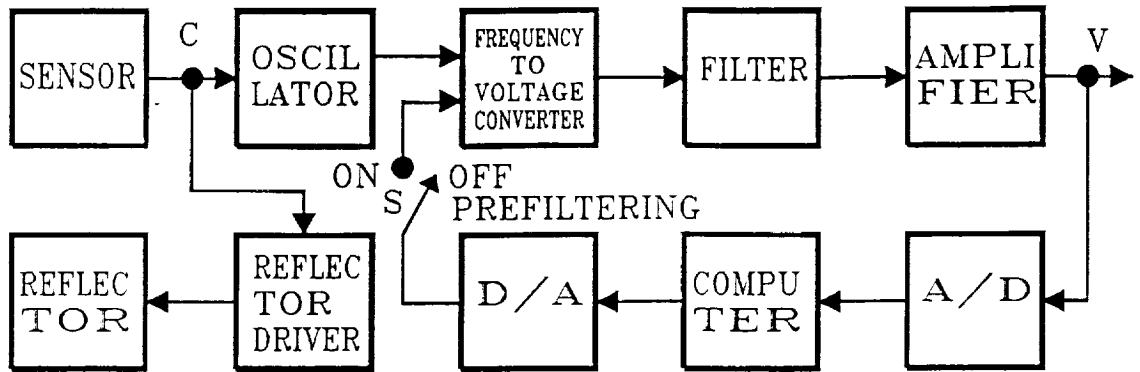 SENSOR
C
OSCIL
LATOR
FREQUENCY
TO
VOLTAGE
CONVERTER
FILTER
AMPLI
FIER
V
ON
S
OFF
PREFILTERING
REFLEC
TOR
REFLEC
TOR
DRIVER
D/A
COMPU
TER
A/D